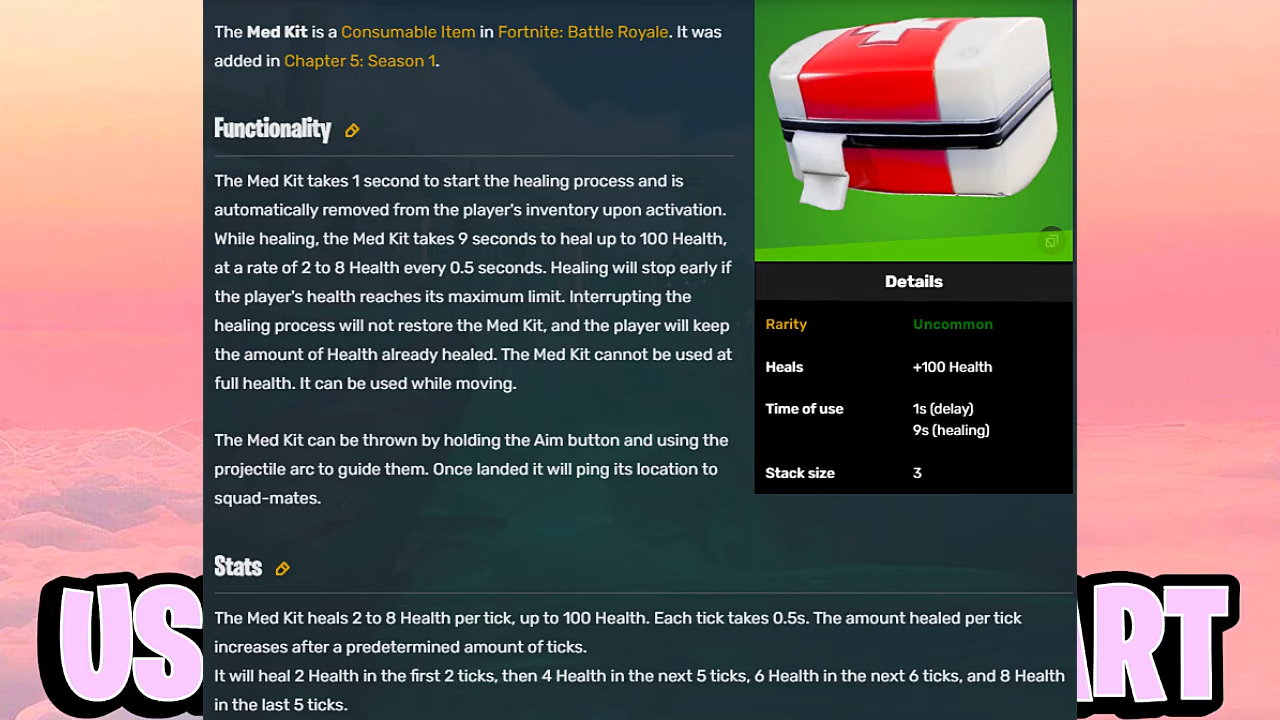 The Med Kit is a Consumable Item in Fortnite: Battle Royale. It was
added in Chapter 5: Season 1.
Functionality
The Med Kit takes 1 second to start the healing process and is
automatically removed from the player's inventory upon activation.
While healing, the Med Kit takes 9 seconds to heal up to 100 Health,
at a rate of 2 to 8 Health every 0.5 seconds. Healing will stop early if
the player's health reaches its maximum limit. Interrupting the
healing process will not restore the Med Kit, and the player will keep
the amount of Health already healed. The Med Kit cannot be used at
full health. It can be used while moving.
The Med Kit can be thrown by holding the Aim button and using the
projectile arc to guide them. Once landed it will ping its location to
squad-mates.
Details
Rarity Uncommon
Heals +100 Health
Time of use 1s (delay)
9s (healing)
Stack size 3
Stats
The Med Kit heals 2 to 8 Health per tick, up to 100 Health. Each tick takes 0.5s. The amount healed per tick
increases after a predetermined amount of ticks.
It will heal 2 Health in the first 2 ticks, then 4 Health in the next 5 ticks, 6 Health in the next 6 ticks, and 8 Health
in the last 5 ticks.
US
RT